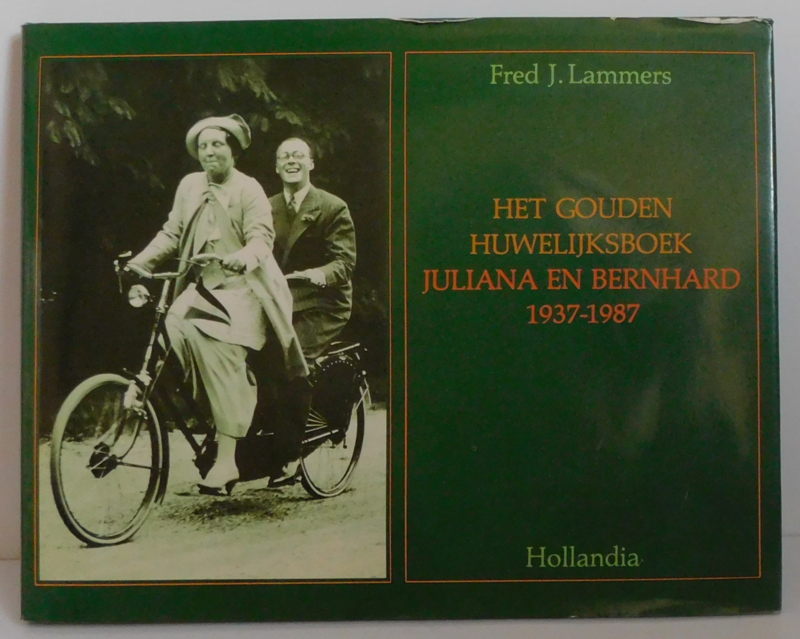 Fred J. Lammers
HET GOUDEN
HUWELIJKSBOEK
JULIANA EN BERNHARD
1937-1987
Hollandia